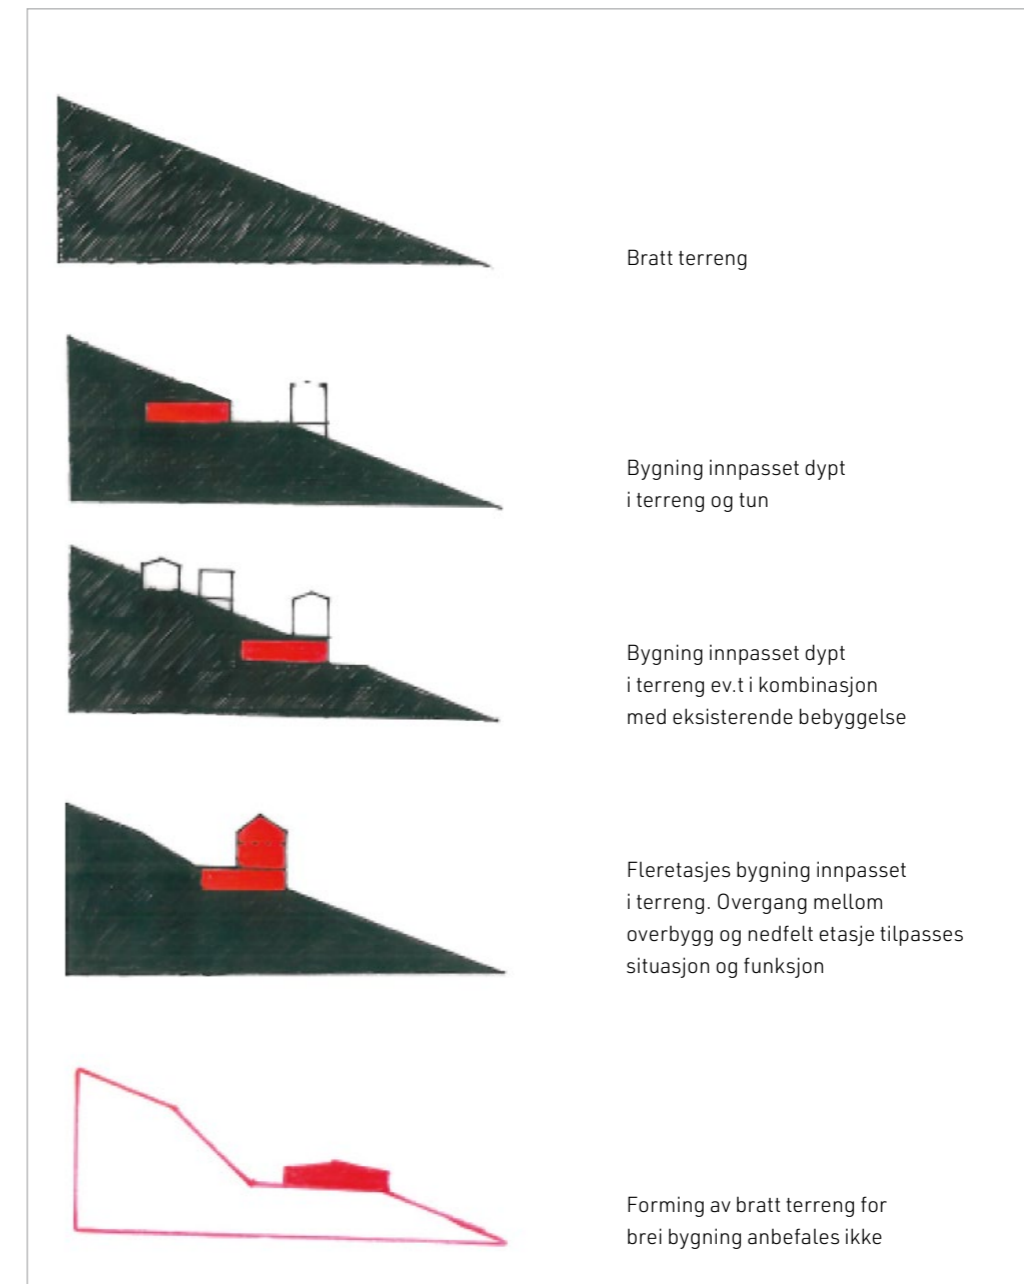 Bratt terreng
Bygning innpasset dypt
i terreng og tun
Bygning innpasset dypt
i terreng ev.t i kombinasjon
med eksisterende bebyggelse
Fleretasjes bygning innpasset
i terreng. Overgang mellom
overbygg og nedfelt etasje tilpasses
situasjon og funksjon
Forming av bratt terreng for
brei bygning anbefales ikke